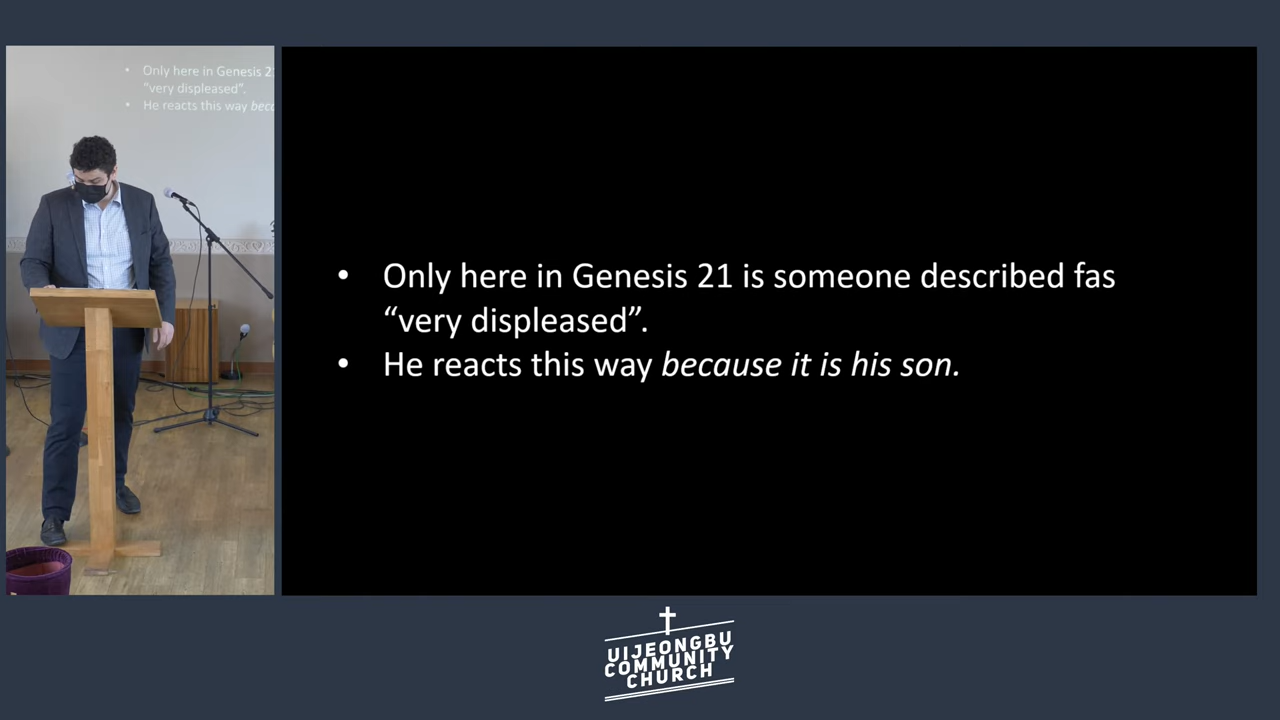 • Only here in Genesis 2
"very displeased".
• He reacts this way bec
• Only here in Genesis 21 is someone described fas
“very displeased”.
• He reacts this way because it is his son.
UIJEONGBU
COMMUNITY
CHURCH